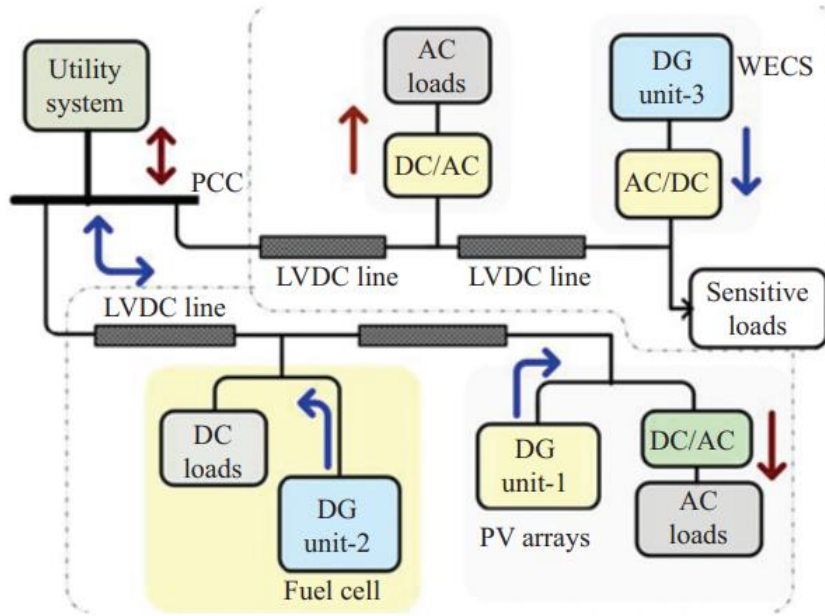 Utility
system
AC
loads
DG
unit-3
WECS
DC/AC
AC/DC
PCC
LVDC line
LVDC line
Sensitive
loads
LVDC line
DC
loads
DG
unit-2
Fuel cell
DG
unit-1
PV arrays
DC/AC
AC
loads